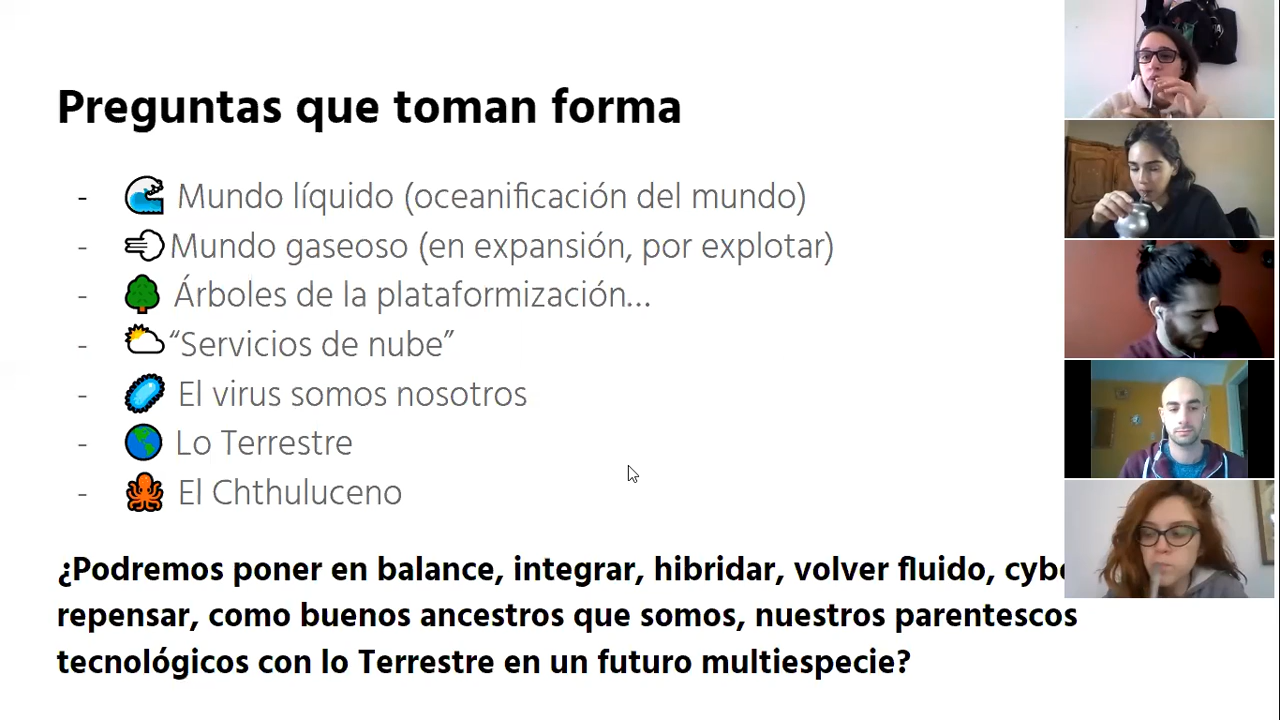 Preguntas que toman forma
- 🌊 Mundo líquido (oceanificación del mundo)
- 💨 Mundo gaseoso (en expansión, por explotar)
- 🌳 Árboles de la plataformización...
- 🌥 “Servicios de nube”
- 🦠 El virus somos nosotros
- 🌎 Lo Terrestre
- 🐙 El Chthuluceno
¿Podremos poner en balance, integrar, hibridar, volver fluido,
repensar, como buenos ancestros que somos, nuestros parentescos
tecnológicos con lo Terrestre en un futuro multiespecie?